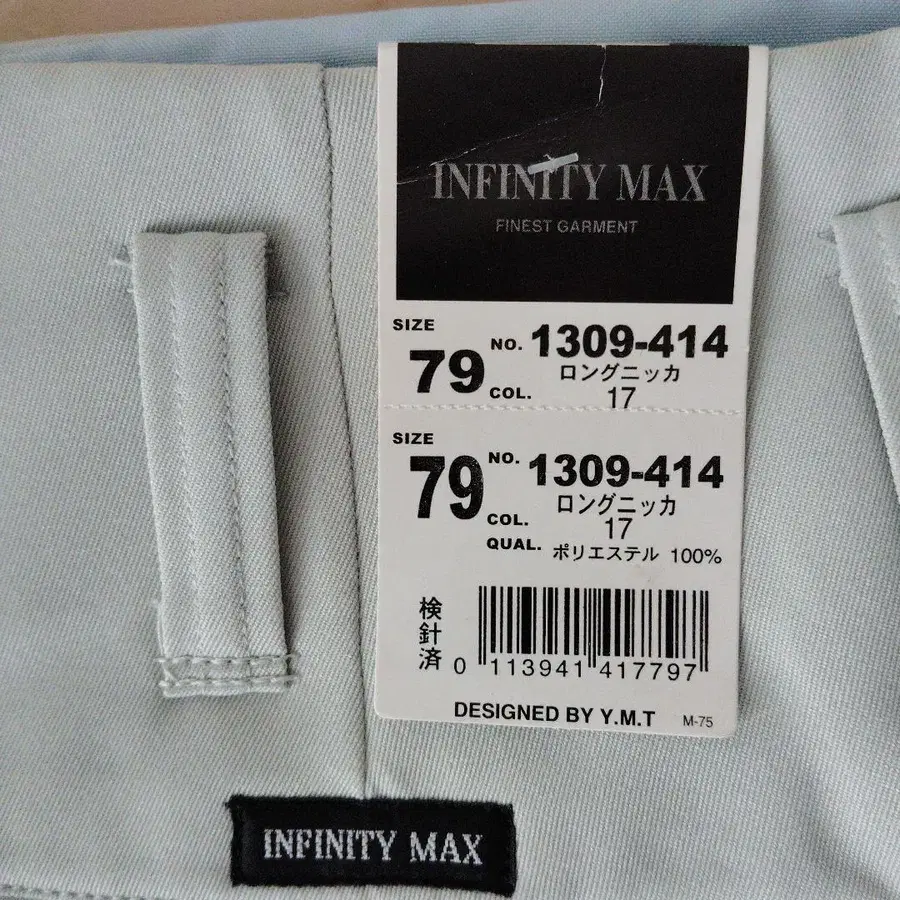 INFINITY MAX
FINEST GARMENT
SIZE
79
NO. 1309-414
ロングニッカ
COL. 17
SIZE
79
NO. 1309-414
ロングニッカ
COL. 17
QUAL. ポリエステル 100%
検針済
0 113941 417797
DESIGNED BY Y.M.T M-75
INFINITY MAX